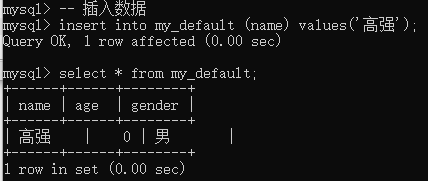 mysql> -- 插入数据
mysql> insert into my_default (name) values('高强');
Query OK, 1 row affected (0.00 sec)
mysql> select * from my_default;
+------+------+--------+
| name | age  | gender |
+------+------+--------+
| 高强     |    0 | 男       |
+------+------+--------+
1 row in set (0.00 sec)